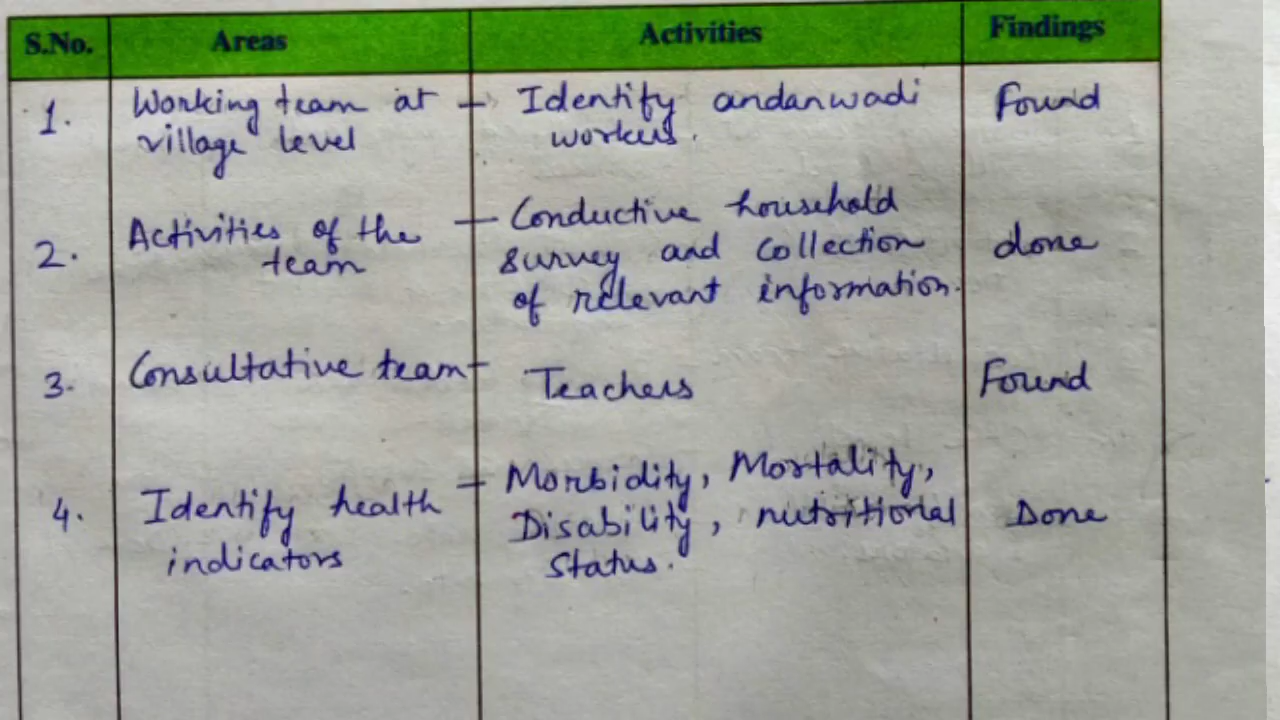 S.No. Areas Activities Findings
1. Working team at - Identify andanwadi Found
village level workers.
2. Activities of the - Conductive household done
team survey and collection
of relevant information.
3. Consultative team - Teachers Found
4. Identify health - Morbidity, Mortality, Done
indicators Disability, nutritional
Status.